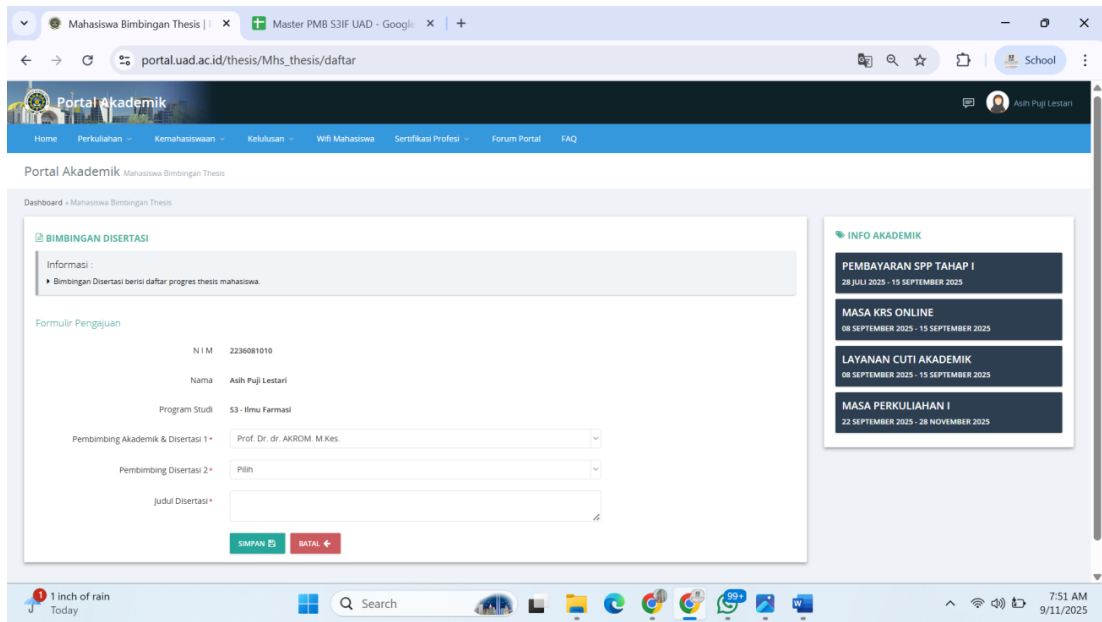 Mahasiswa Bimbingan Thesis |
Master PMB S3IF UAD - Google
portal.uad.ac.id/thesis/Mhs_thesis/daftar
School
Portal Akademik
Asih Puji Lestari
Home Perkuliahan Kemahasiswaan Kelulusan Wifi Mahasiswa Sertifikasi Profesi Forum Portal FAQ
Portal Akademik Mahasiswa Bimbingan Thesis
Dashboard » Mahasiswa Bimbingan Thesis
BIMBINGAN DISERTASI
Informasi :
Bimbingan Disertasi berisi daftar progres thesis mahasiswa.
Formulir Pengajuan
N I M 2236081010
Nama Asih Puji Lestari
Program Studi S3 - Ilmu Farmasi
Pembimbing Akademik & Disertasi 1 * Prof. Dr. dr. AKROM. M.Kes.
Pembimbing Disertasi 2 * Pilih
Judul Disertasi *
SIMPAN BATAL
INFO AKADEMIK
PEMBAYARAN SPP TAHAP I
28 JULI 2025 - 15 SEPTEMBER 2025
MASA KRS ONLINE
08 SEPTEMBER 2025 - 15 SEPTEMBER 2025
LAYANAN CUTI AKADEMIK
08 SEPTEMBER 2025 - 15 SEPTEMBER 2025
MASA PERKULIAHAN I
22 SEPTEMBER 2025 - 28 NOVEMBER 2025
1
1 inch of rain
Today
Search
99+
7:51 AM
9/11/2025